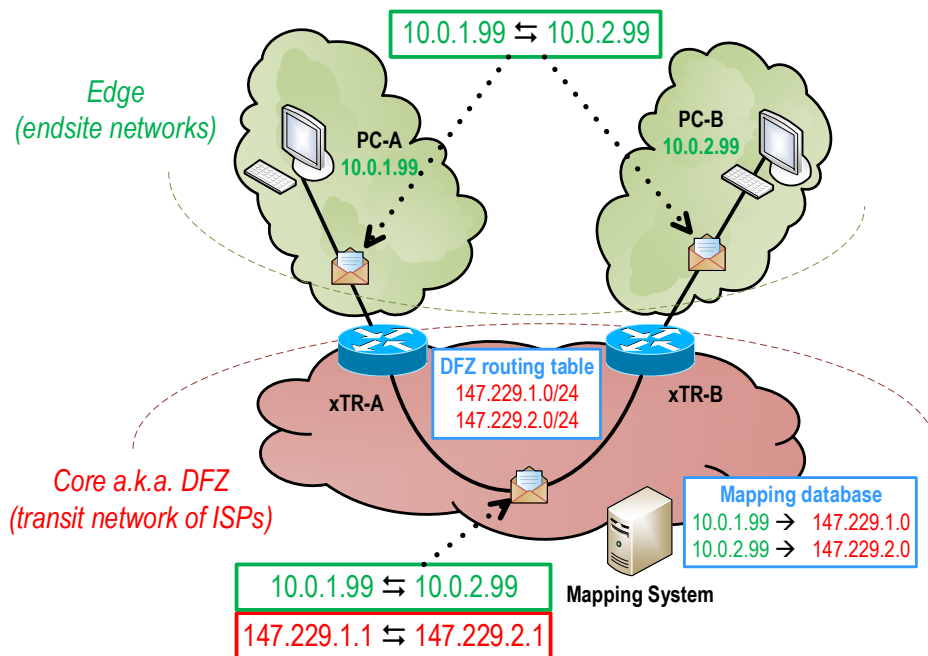 10.0.1.99 ⇆ 10.0.2.99
Edge
(endsite networks)
PC-A
10.0.1.99
PC-B
10.0.2.99
DFZ routing table
147.229.1.0/24
147.229.2.0/24
xTR-A
xTR-B
Core a.k.a. DFZ
(transit network of ISPs)
Mapping database
10.0.1.99 → 147.229.1.0
10.0.2.99 → 147.229.2.0
Mapping System
10.0.1.99 ⇆ 10.0.2.99
147.229.1.1 ⇆ 147.229.2.1